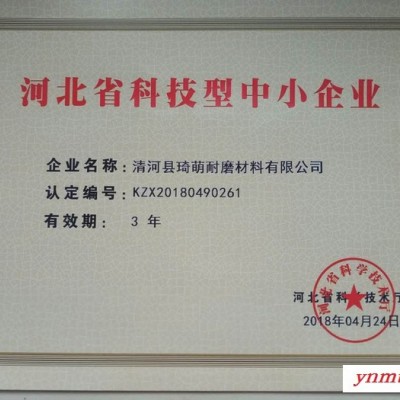 河北省科技型中小企业
企业名称：清河县琦萌耐磨材料有限公司
认定编号：KZX20180490261
有效期：3 年
河北省科学技术厅
河北省科学技术厅
2018年04月24日
ynmt